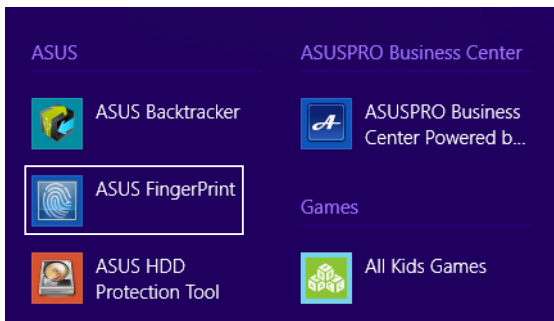 ASUS
ASUS Backtracker
ASUS FingerPrint
ASUS HDD
Protection Tool
ASUSPRO Business Center
ASUSPRO Business
Center Powered b...
Games
All Kids Games